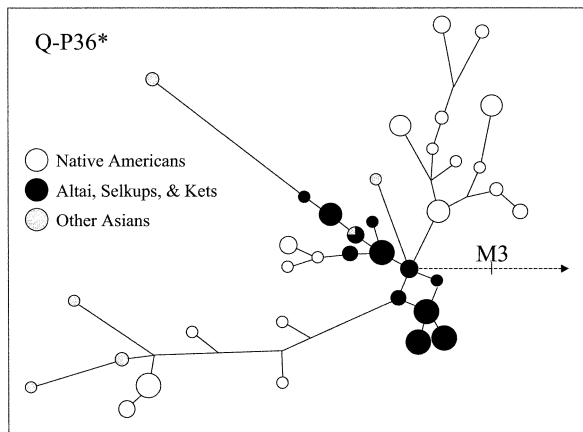 Q-P36*
Native Americans
Altai, Selkups, & Kets
Other Asians
M3